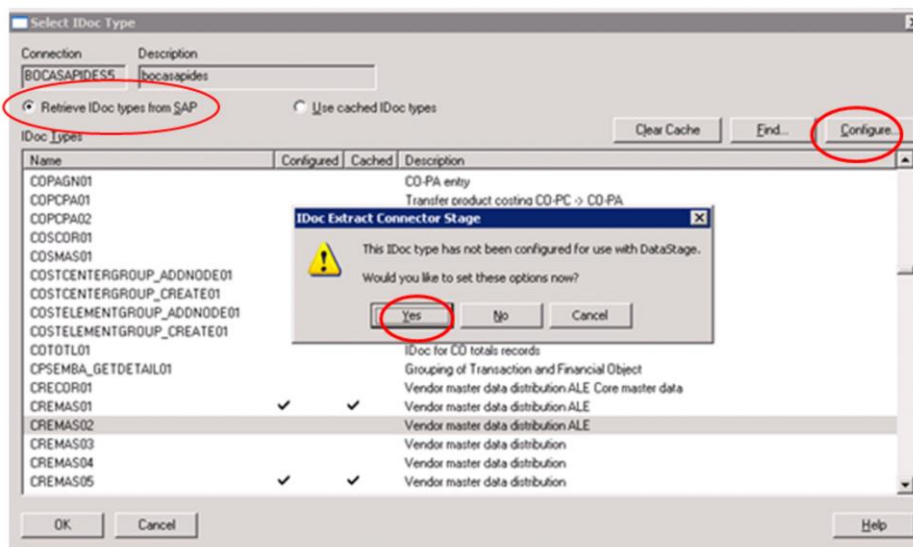 Select IDoc Type
Connection Description
BOCASAPIDES5 bocasapides
Retrieve IDoc types from SAP Use cached IDoc types
IDoc Types Clear Cache Find... Configure...
Name Configured Cached Description
COPAGN01 CO-PA entry
COPCPA01 Transfer product costing CO-PC -> CO-PA
COPCPA02
COSCOR01
COSMAS01
COSTCENTERGROUP_ADDNODE01
COSTCENTERGROUP_CREATE01
COSTELEMENTGROUP_ADDNODE01
COSTELEMENTGROUP_CREATE01
IDoc Extract Connector Stage
This IDoc type has not been configured for use with DataStage.
Would you like to set these options now?
Yes No Cancel
COTOTL01 IDoc for CO totals records
CPSEMBA_GETDETAIL01 Grouping of Transaction and Financial Object
CRECOR01 Vendor master data distribution ALE Core master data
CREMAS01 ✓ ✓ Vendor master data distribution ALE
CREMAS02 Vendor master data distribution ALE
CREMAS03 Vendor master data distribution
CREMAS04 Vendor master data distribution
CREMAS05 ✓ ✓ Vendor master data distribution
OK Cancel Help